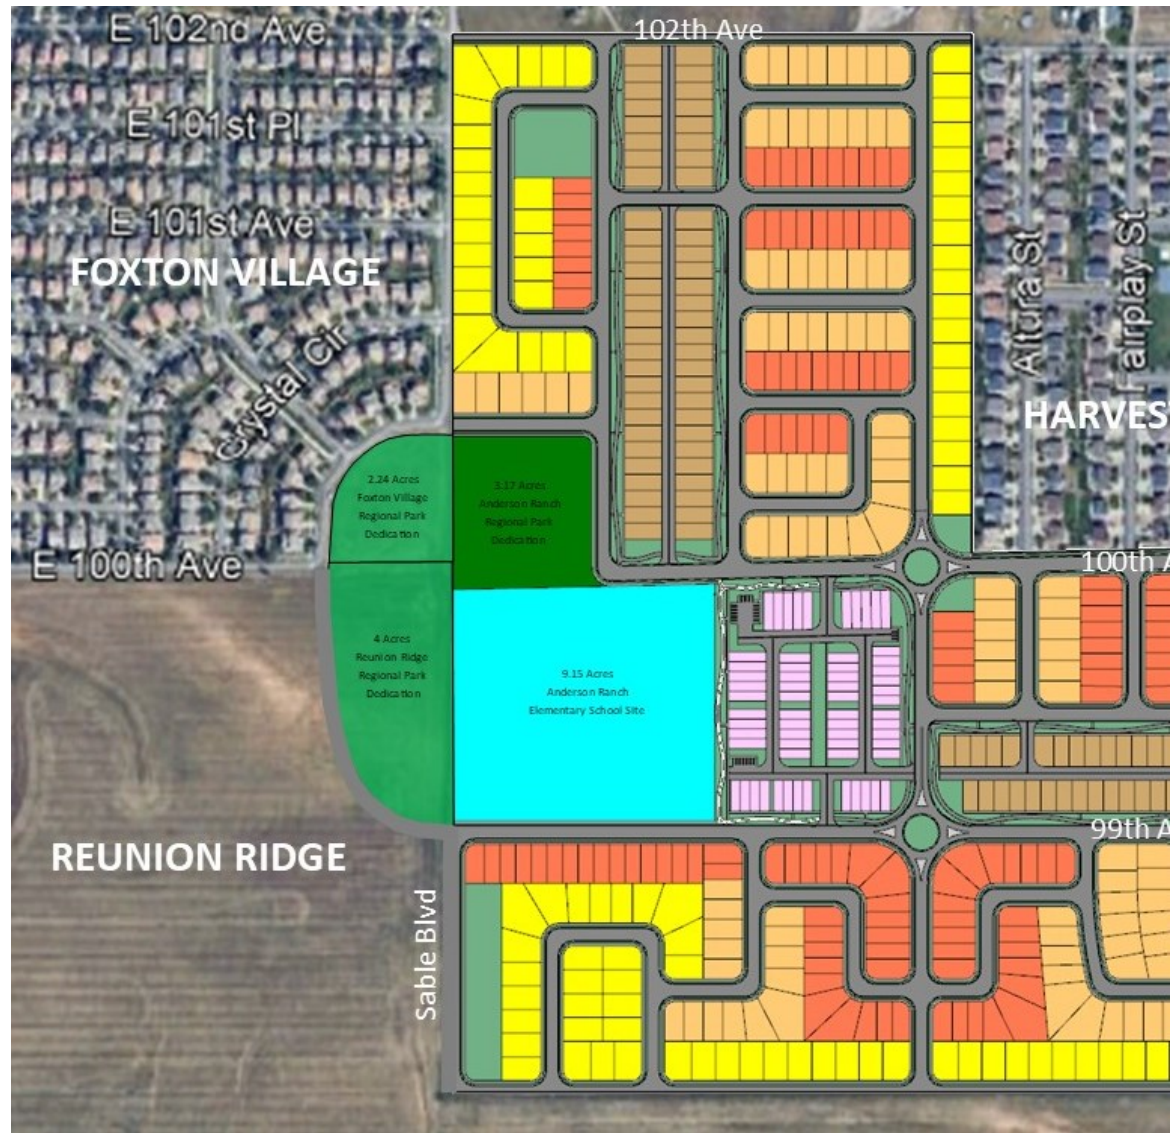 E 102nd Ave
102th Ave
E 101st Pl
E 101st Ave
FOXTON VILLAGE
Crystal Cir
Altura St
Fairplay St
HARVES
2.24 Acres
Foxton Village
Regional Park
Dedication
3.17 Acres
Anderson Ranch
Regional Park
Dedication
E 100th Ave
100th Av
4 Acres
Reunion Ridge
Regional Park
Dedication
9.15 Acres
Anderson Ranch
Elementary School Site
99th A
REUNION RIDGE
Sable Blvd